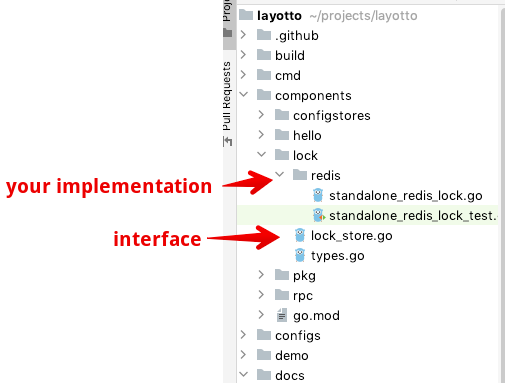 Proje
layotto ~/projects/layotto
.github
build
cmd
Pull Requests
components
configstores
hello
lock
your implementation
redis
standalone_redis_lock.go
standalone_redis_lock_test.
interface
lock_store.go
types.go
pkg
rpc
go.mod
configs
demo
docs